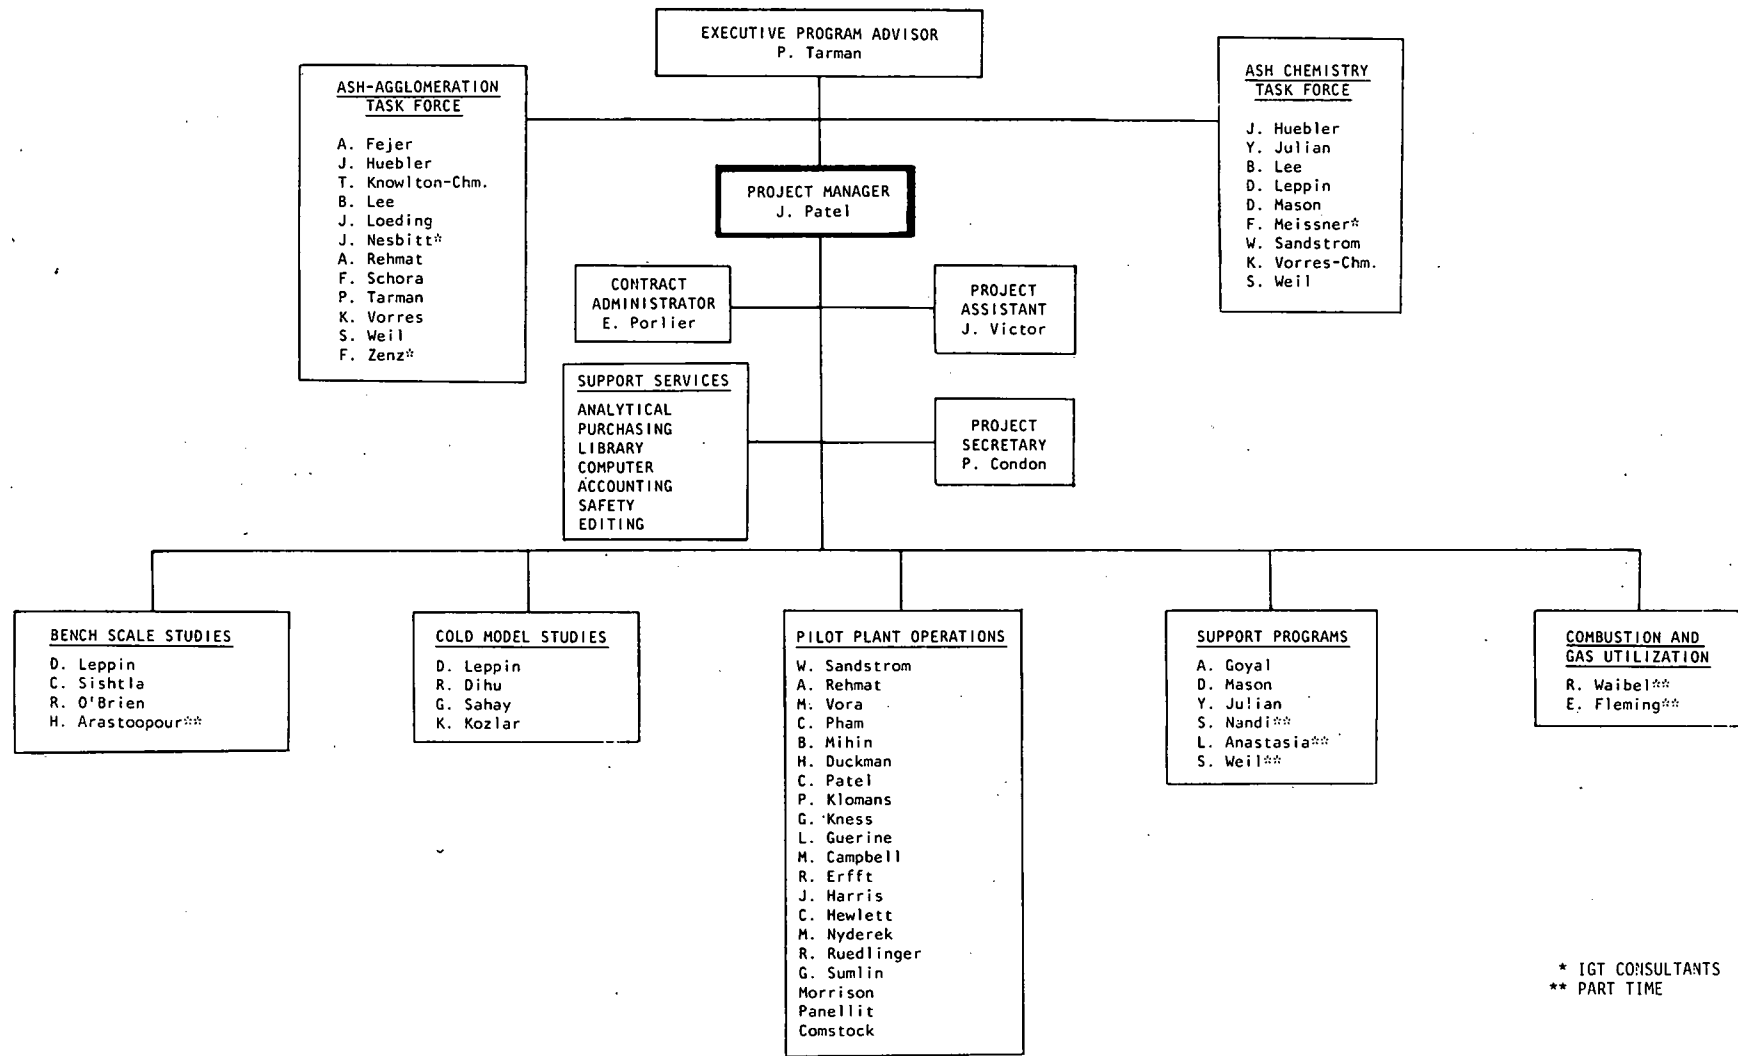 EXECUTIVE PROGRAM ADVISOR
P. Tarman
ASH-AGGLOMERATION
TASK FORCE
A. Fejer
J. Huebler
T. Knowlton-Chm.
B. Lee
J. Loeding
J. Nesbitt*
A. Rehmat
F. Schora
P. Tarman
K. Vorres
S. Weil
F. Zenz*
ASH CHEMISTRY
TASK FORCE
J. Huebler
Y. Julian
B. Lee
D. Leppin
D. Mason
F. Meissner*
W. Sandstrom
K. Vorres-Chm.
S. Weil
PROJECT MANAGER
J. Patel
CONTRACT
ADMINISTRATOR
E. Porlier
PROJECT
ASSISTANT
J. Victor
SUPPORT SERVICES
ANALYTICAL
PURCHASING
LIBRARY
COMPUTER
ACCOUNTING
SAFETY
EDITING
PROJECT
SECRETARY
P. Condon
BENCH SCALE STUDIES
D. Leppin
C. Sishtla
R. O'Brien
H. Arastoopour**
COLD MODEL STUDIES
D. Leppin
R. Dihu
G. Sahay
K. Kozlar
PILOT PLANT OPERATIONS
W. Sandstrom
A. Rehmat
M. Vora
C. Pham
B. Mihin
H. Duckman
C. Patel
P. Klomans
G. Kness
L. Guerine
M. Campbell
R. Erfft
J. Harris
C. Hewlett
M. Nyderek
R. Ruedlinger
G. Sumlin
Morrison
Panellit
Comstock
SUPPORT PROGRAMS
A. Goyal
D. Mason
Y. Julian
S. Nandi**
L. Anastasia**
S. Weil**
COMBUSTION AND
GAS UTILIZATION
R. Waibel**
E. Fleming**
* IGT CONSULTANTS
** PART TIME